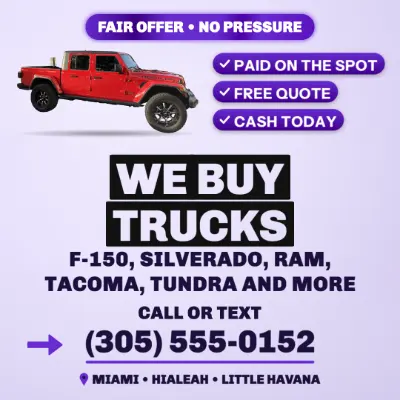 FAIR OFFER • NO PRESSURE
PAID ON THE SPOT
FREE QUOTE
CASH TODAY
WE BUY
TRUCKS
F-150, SILVERADO, RAM,
TACOMA, TUNDRA AND MORE
CALL OR TEXT
(305) 555-0152
MIAMI • HIALEAH • LITTLE HAVANA